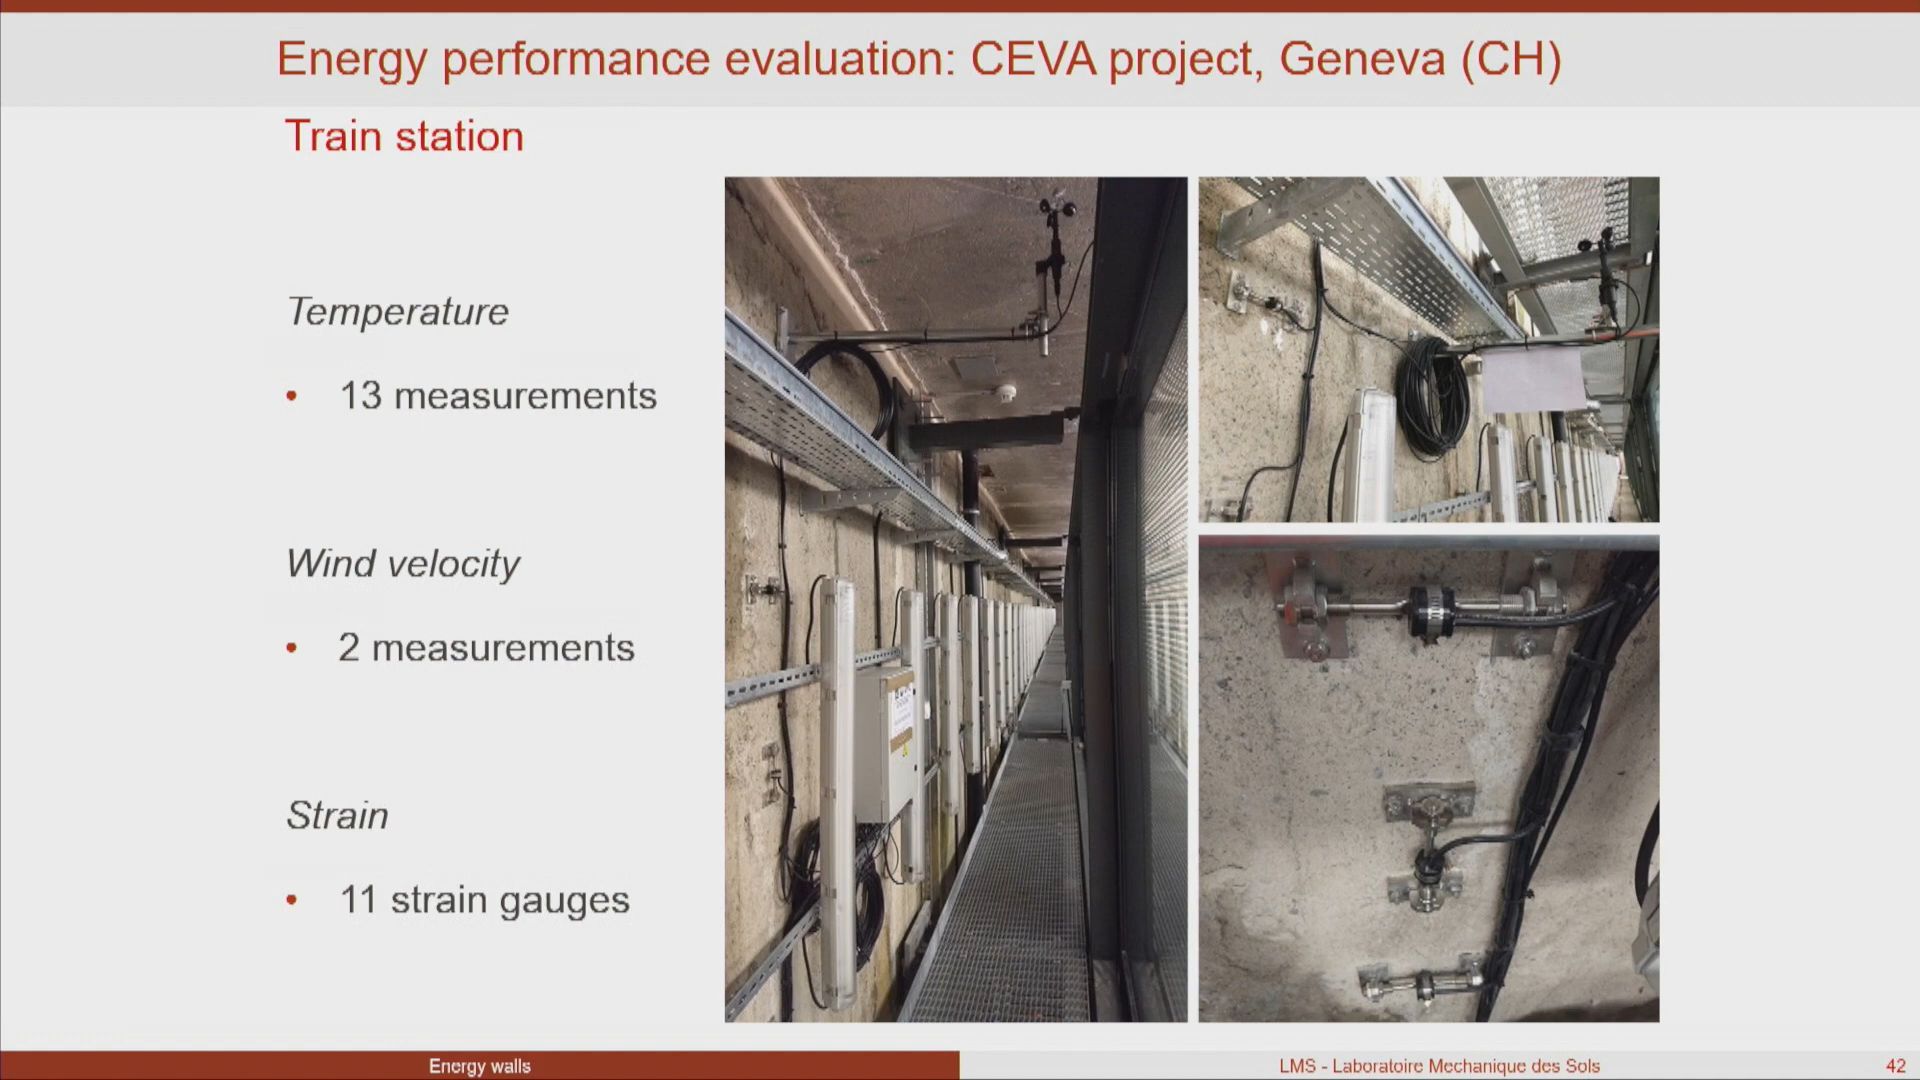 Energy performance evaluation: CEVA project, Geneva (CH)
Train station
Temperature
• 13 measurements
Wind velocity
• 2 measurements
Strain
• 11 strain gauges
Energy walls
LMS - Laboratoire Mechanique des Sols
42